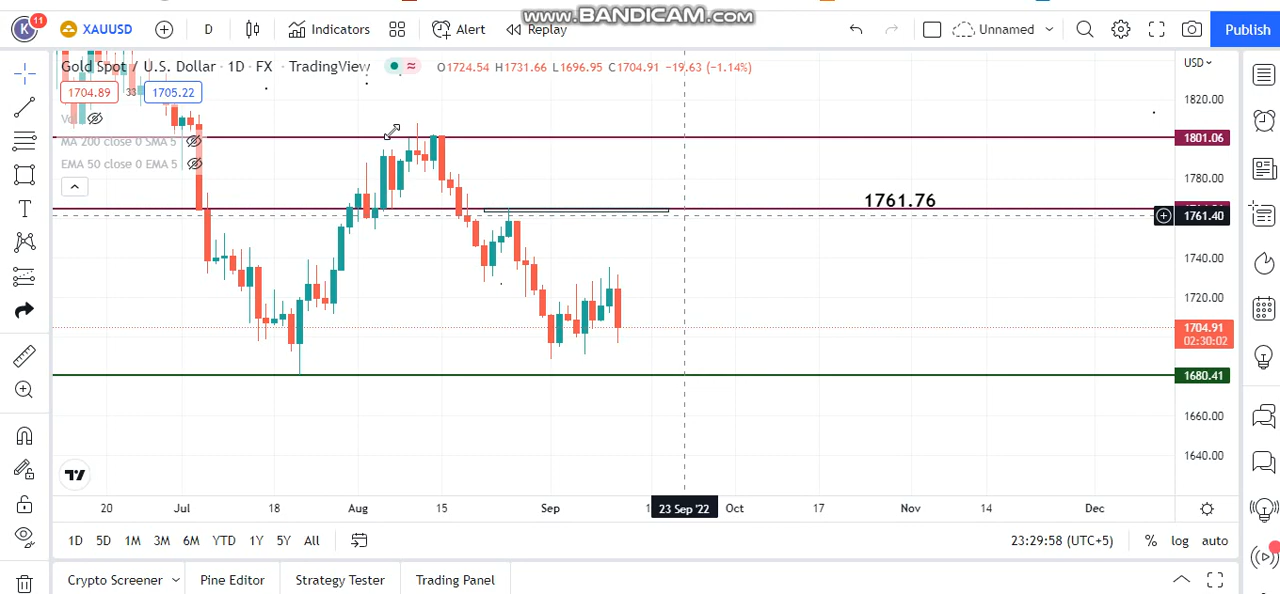 www.BANDICAM.com
K 11 XAUUSD D Indicators Alert Replay Unnamed Publish
Gold Spot / U.S. Dollar · 1D · FX · TradingView O1724.54 H1731.66 L1696.95 C1704.91 −19.63 (−1.14%) USD
1704.89 33 1705.22
1820.00
MA 200 close 0 SMA 5
1801.06
EMA 50 close 0 EMA 5
1780.00
1761.76
1761.40
1740.00
1720.00
1704.91
02:30:02
1680.41
1660.00
1640.00
20 Jul 18 Aug 15 Sep 23 Sep '22 Oct 17 Nov 14 Dec
1D 5D 1M 3M 6M YTD 1Y 5Y All 23:29:58 (UTC+5) % log auto
Crypto Screener Pine Editor Strategy Tester Trading Panel